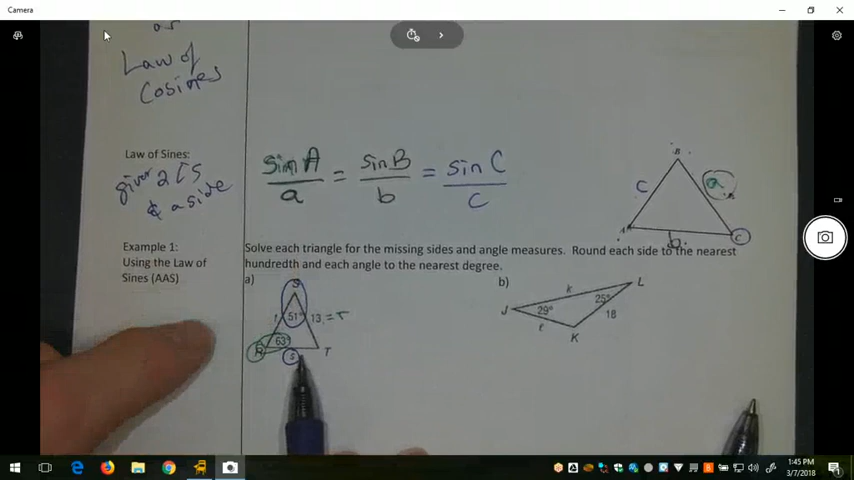 Camera
or
Law of
Cosines
Law of Sines:
given 2 ∠s
& a side
sin A / a = sin B / b = sin C / c
B
c
a
A
b
C
Example 1:
Using the Law of
Sines (AAS)
Solve each triangle for the missing sides and angle measures. Round each side to the nearest
hundredth and each angle to the nearest degree.
a)
S
t
51°
13 = r
63°
R
s
T
b)
k
L
25°
J
29°
18
ℓ
K
1:45 PM
3/7/2018